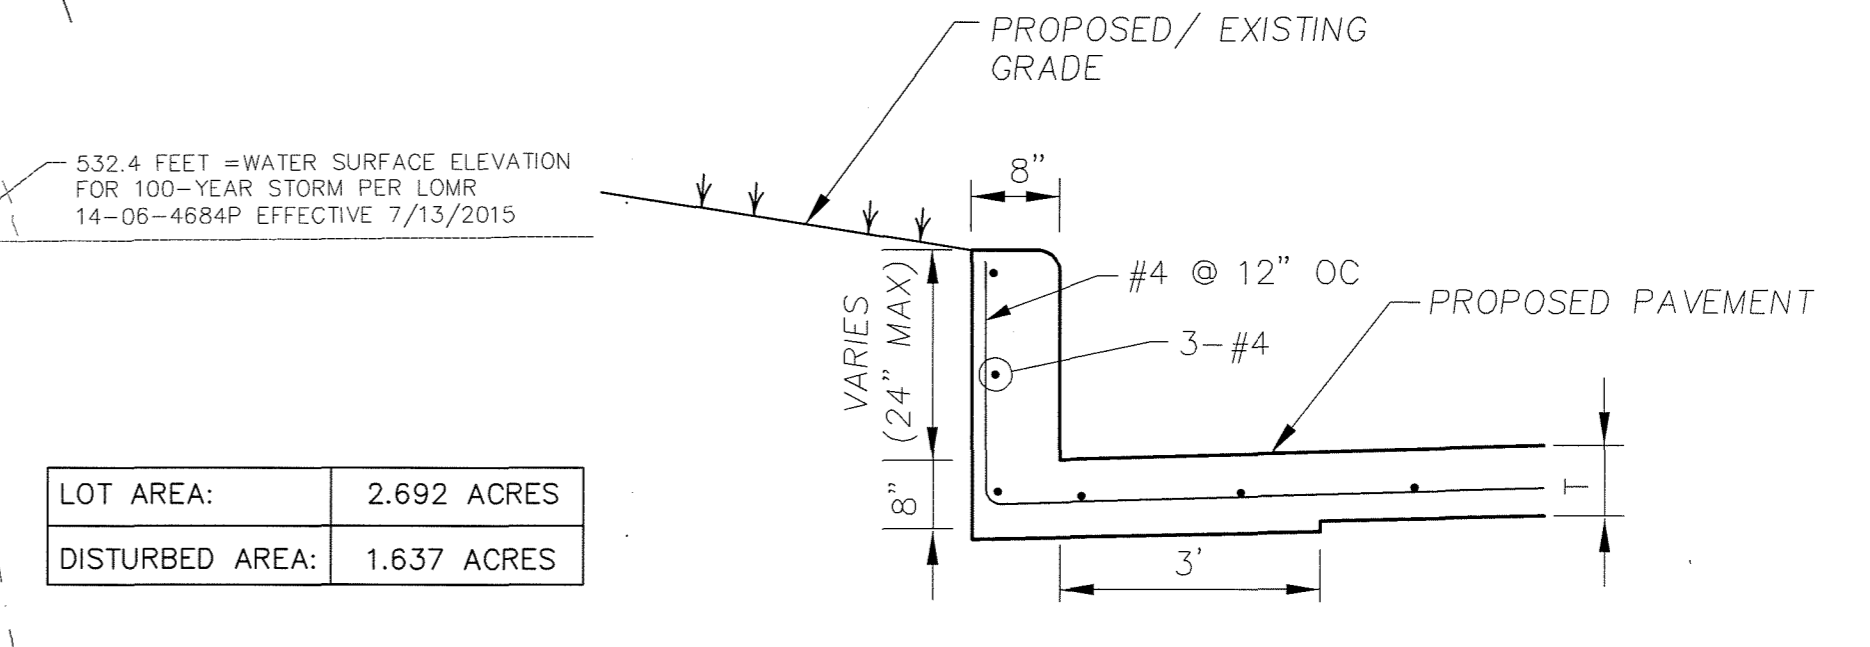 PROPOSED/ EXISTING
GRADE
532.4 FEET =WATER SURFACE ELEVATION
FOR 100-YEAR STORM PER LOMR
14-06-4684P EFFECTIVE 7/13/2015
8"
#4 @ 12" OC
PROPOSED PAVEMENT
3-#4
VARIES
(24" MAX)
8"
T
3'
LOT AREA: 2.692 ACRES
DISTURBED AREA: 1.637 ACRES